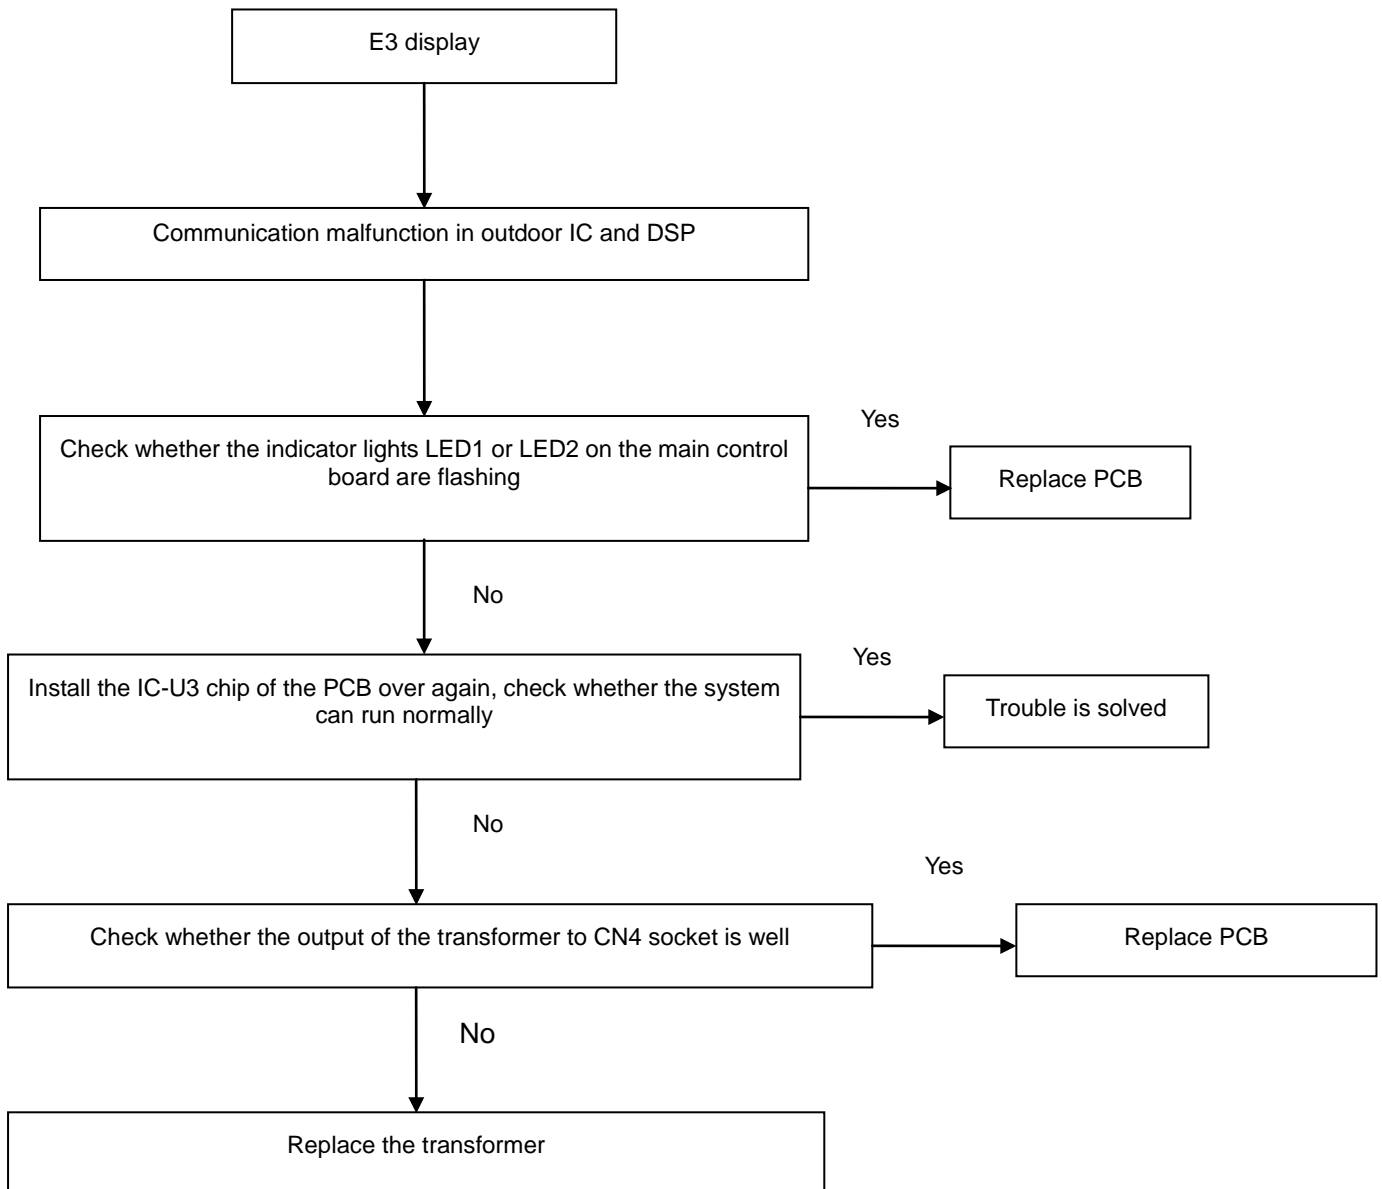 E3 display
Communication malfunction in outdoor IC and DSP
Yes
Check whether the indicator lights LED1 or LED2 on the main control
board are flashing
Replace PCB
No
Yes
Install the IC-U3 chip of the PCB over again, check whether the system
can run normally
Trouble is solved
No
Yes
Check whether the output of the transformer to CN4 socket is well
Replace PCB
No
Replace the transformer